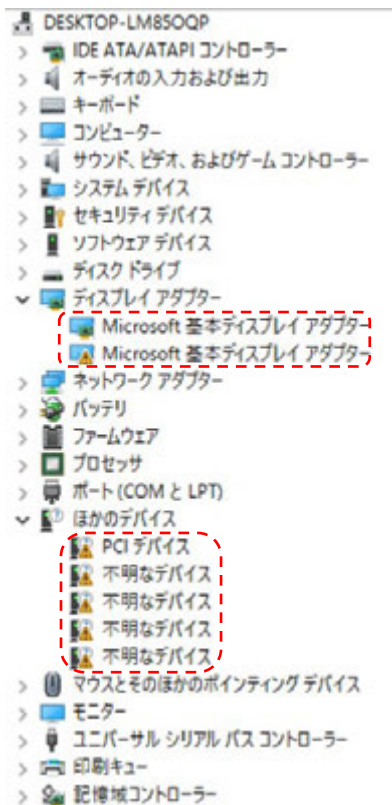 DESKTOP-LM85OQP
IDE ATA/ATAPI コントローラー
オーディオの入力および出力
キーボード
コンピューター
サウンド、ビデオ、およびゲーム コントローラー
システム デバイス
セキュリティ デバイス
ソフトウェア デバイス
ディスク ドライブ
ディスプレイ アダプター
Microsoft 基本ディスプレイ アダプター
Microsoft 基本ディスプレイ アダプター
ネットワーク アダプター
バッテリ
ファームウェア
プロセッサ
ポート (COM と LPT)
ほかのデバイス
PCI デバイス
不明なデバイス
不明なデバイス
不明なデバイス
不明なデバイス
マウスとそのほかのポインティング デバイス
モニター
ユニバーサル シリアル バス コントローラー
印刷キュー
記憶域コントローラー